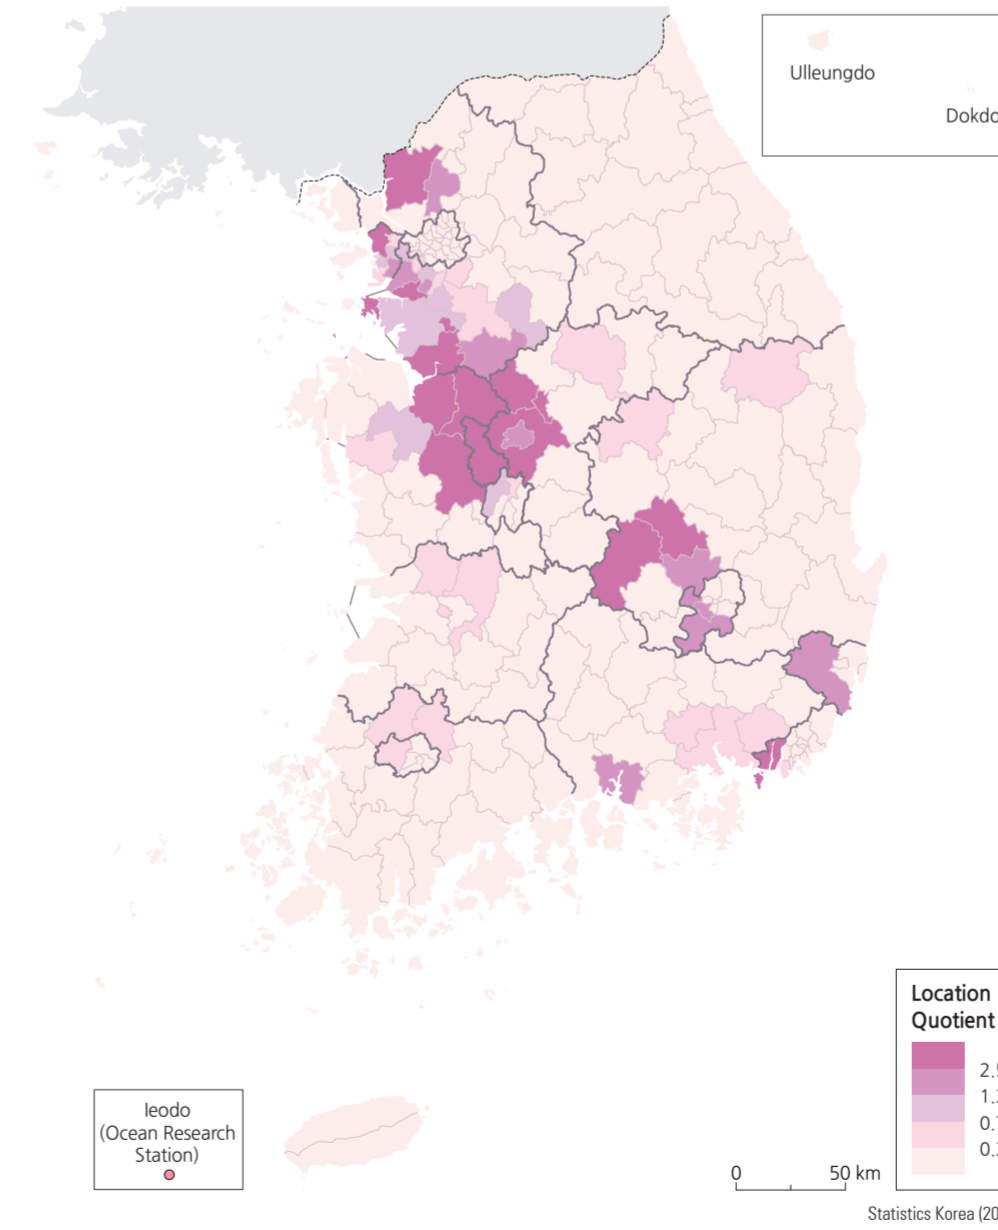 Ulleungdo
Dokdo
Location
Quotient
Ieodo
(Ocean Research
Station)
0 50 km
Statistics Korea